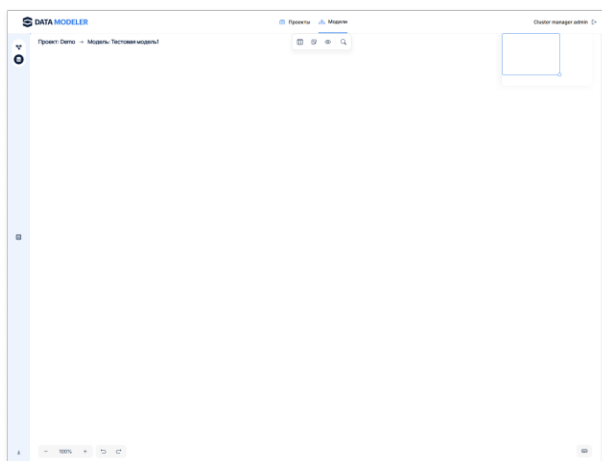 DATA MODELER
Проекты
Модели
Cluster manager admin
Проект: Demo → Модель: Тестовая модель1
− 100% +